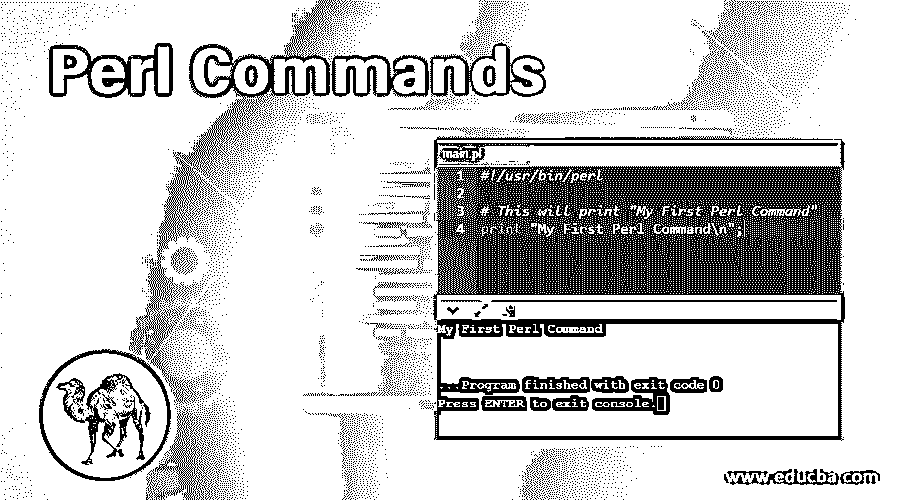 Perl Commands
main.pl
1 #!/usr/bin/perl
2
3 # This will print "My First Perl Command"
4 print "My First Perl Command\n";
My First Perl Command
...Program finished with exit code 0
Press ENTER to exit console.
www.educba.com